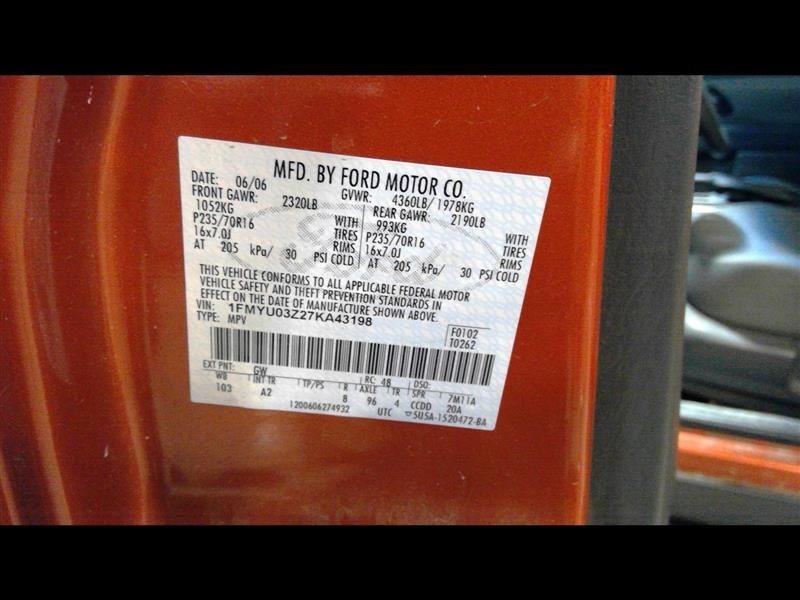 MFD. BY FORD MOTOR CO.
DATE: 06/06 GVWR: 4360LB/ 1978KG
FRONT GAWR: 2320LB REAR GAWR: 2190LB
1052KG WITH 993KG WITH
P235/70R16 TIRES P235/70R16 TIRES
16x7.0J RIMS 16x7.0J RIMS
AT 205 kPa/ 30 PSI COLD AT 205 kPa/ 30 PSI COLD
THIS VEHICLE CONFORMS TO ALL APPLICABLE FEDERAL MOTOR
VEHICLE SAFETY AND THEFT PREVENTION STANDARDS IN
EFFECT ON THE DATE OF MANUFACTURE SHOWN ABOVE.
VIN: 1FMYU03Z27KA43198
TYPE: MPV
F0102
T0262
EXT PNT: GW RC: 48 DSO:
WB INT TR TP/PS R AXLE TR SPR 7M11A
103 A2 8 96 4 CCDD 20A
1200606274932 UTC 5U5A-1520472-BA
Ford